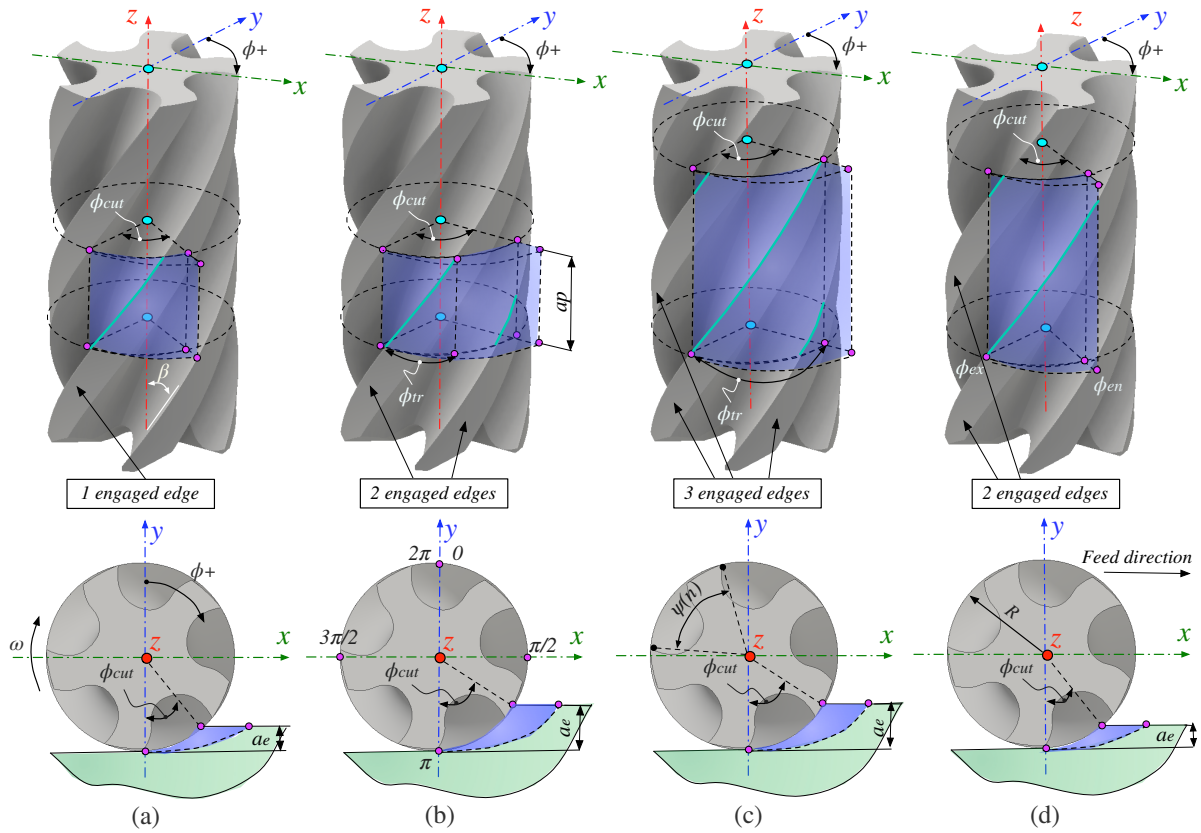 z y z y z y z y
ϕ+ ϕ+ ϕ+ ϕ+
x x x x
ϕcut ϕcut ϕcut ϕcut
ap
β ϕtr ϕtr ϕex ϕen
1 engaged edge 2 engaged edges 3 engaged edges 2 engaged edges
y y y y
ϕ+ 2π 0 ψ(n) R Feed direction
ω 3π/2 π/2
x x x x
z z z z
ϕcut ϕcut ϕcut ϕcut
ae ae ae ae
π
(a) (b) (c) (d)